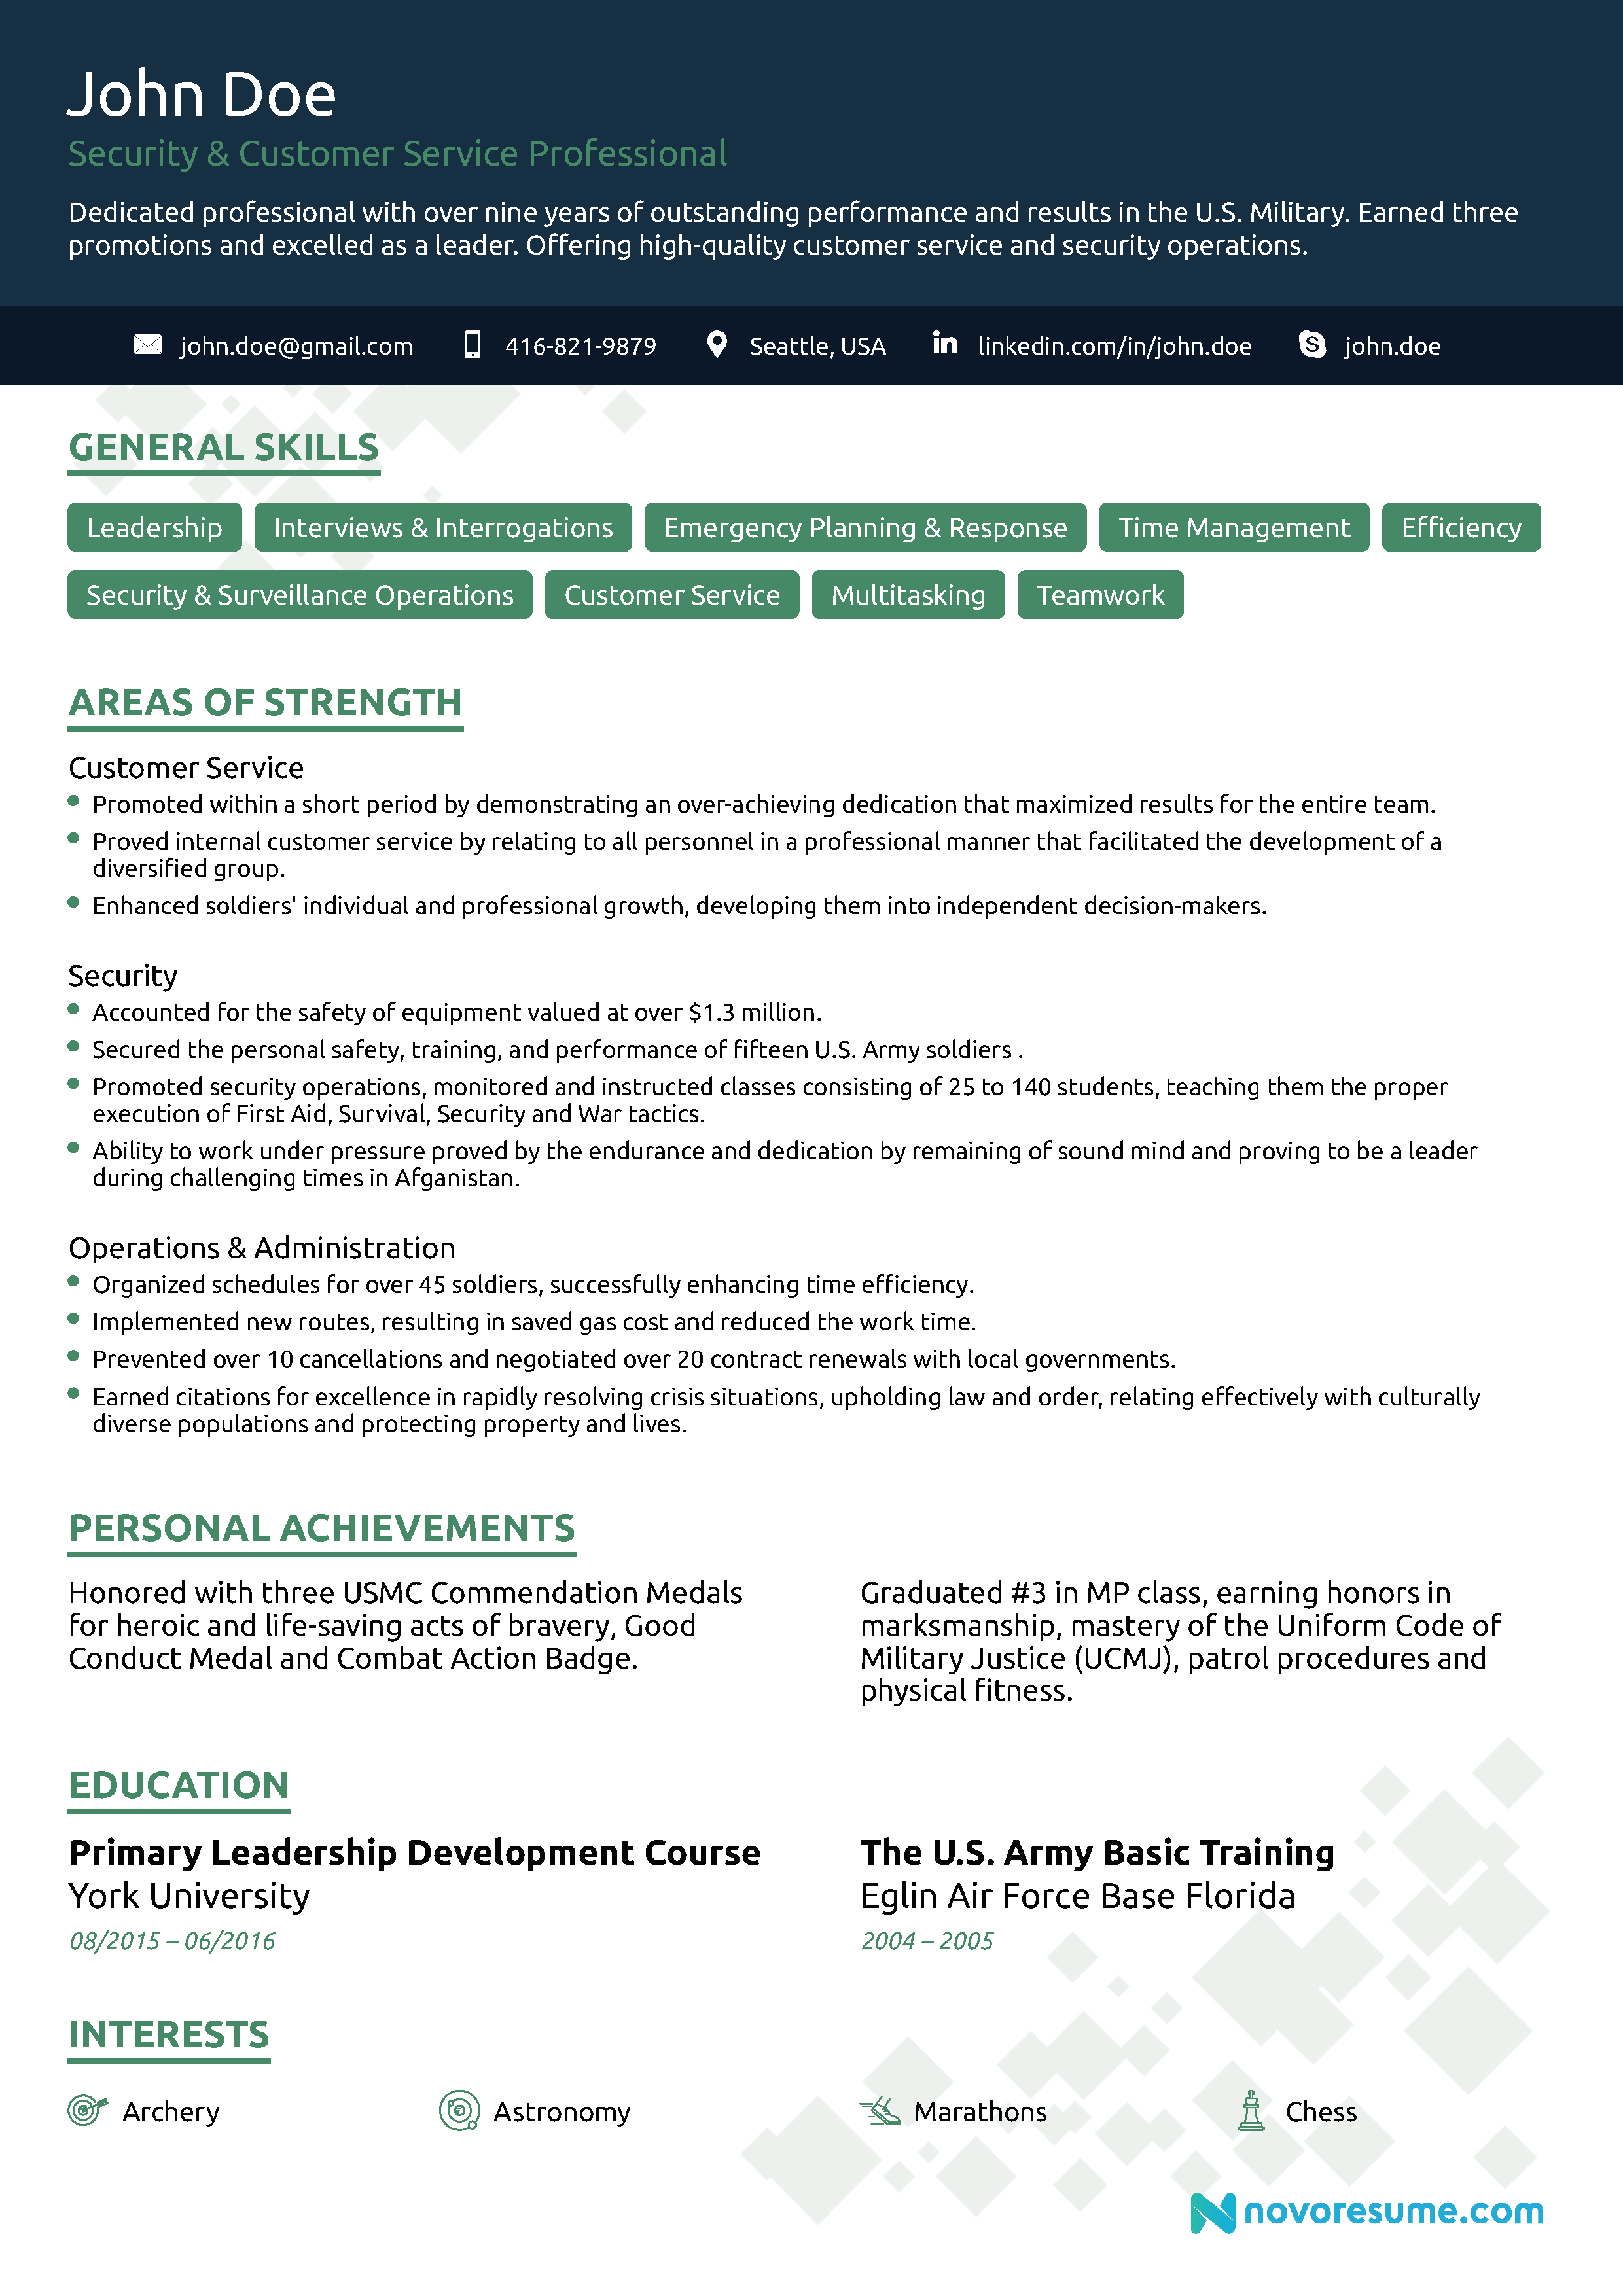 John Doe
Security & Customer Service Professional
Dedicated professional with over nine years of outstanding performance and results in the U.S. Military. Earned three
promotions and excelled as a leader. Offering high-quality customer service and security operations.
john.doe@gmail.com 416-821-9879 Seattle, USA linkedin.com/in/john.doe john.doe
GENERAL SKILLS
Leadership Interviews & Interrogations Emergency Planning & Response Time Management Efficiency
Security & Surveillance Operations Customer Service Multitasking Teamwork
AREAS OF STRENGTH
Customer Service
Promoted within a short period by demonstrating an over-achieving dedication that maximized results for the entire team.
Proved internal customer service by relating to all personnel in a professional manner that facilitated the development of a
diversified group.
Enhanced soldiers' individual and professional growth, developing them into independent decision-makers.
Security
Accounted for the safety of equipment valued at over $1.3 million.
Secured the personal safety, training, and performance of fifteen U.S. Army soldiers .
Promoted security operations, monitored and instructed classes consisting of 25 to 140 students, teaching them the proper
execution of First Aid, Survival, Security and War tactics.
Ability to work under pressure proved by the endurance and dedication by remaining of sound mind and proving to be a leader
during challenging times in Afganistan.
Operations & Administration
Organized schedules for over 45 soldiers, successfully enhancing time efficiency.
Implemented new routes, resulting in saved gas cost and reduced the work time.
Prevented over 10 cancellations and negotiated over 20 contract renewals with local governments.
Earned citations for excellence in rapidly resolving crisis situations, upholding law and order, relating effectively with culturally
diverse populations and protecting property and lives.
PERSONAL ACHIEVEMENTS
Honored with three USMC Commendation Medals
for heroic and life-saving acts of bravery, Good
Conduct Medal and Combat Action Badge.
Graduated #3 in MP class, earning honors in
marksmanship, mastery of the Uniform Code of
Military Justice (UCMJ), patrol procedures and
physical fitness.
EDUCATION
Primary Leadership Development Course
York University
08/2015 – 06/2016
The U.S. Army Basic Training
Eglin Air Force Base Florida
2004 – 2005
INTERESTS
Archery Astronomy Marathons Chess
novoresume.com